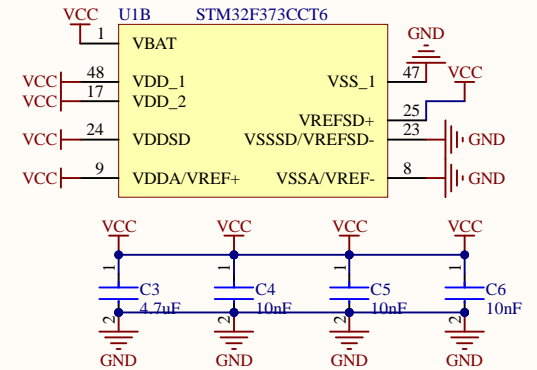 VCC U1B STM32F373CCT6
1 VBAT GND
VCC 48 VDD_1 VSS_1 47 VCC
VCC 17 VDD_2
VREFSD+ 25
VCC 24 VDDSD VSSSD/VREFSD- 23 GND
VCC 9 VDDA/VREF+ VSSA/VREF- 8 GND
VCC VCC VCC VCC
1 1 1 1
C3 C4 C5 C6
4.7uF 10nF 10nF 10nF
2 2 2 2
GND GND GND GND